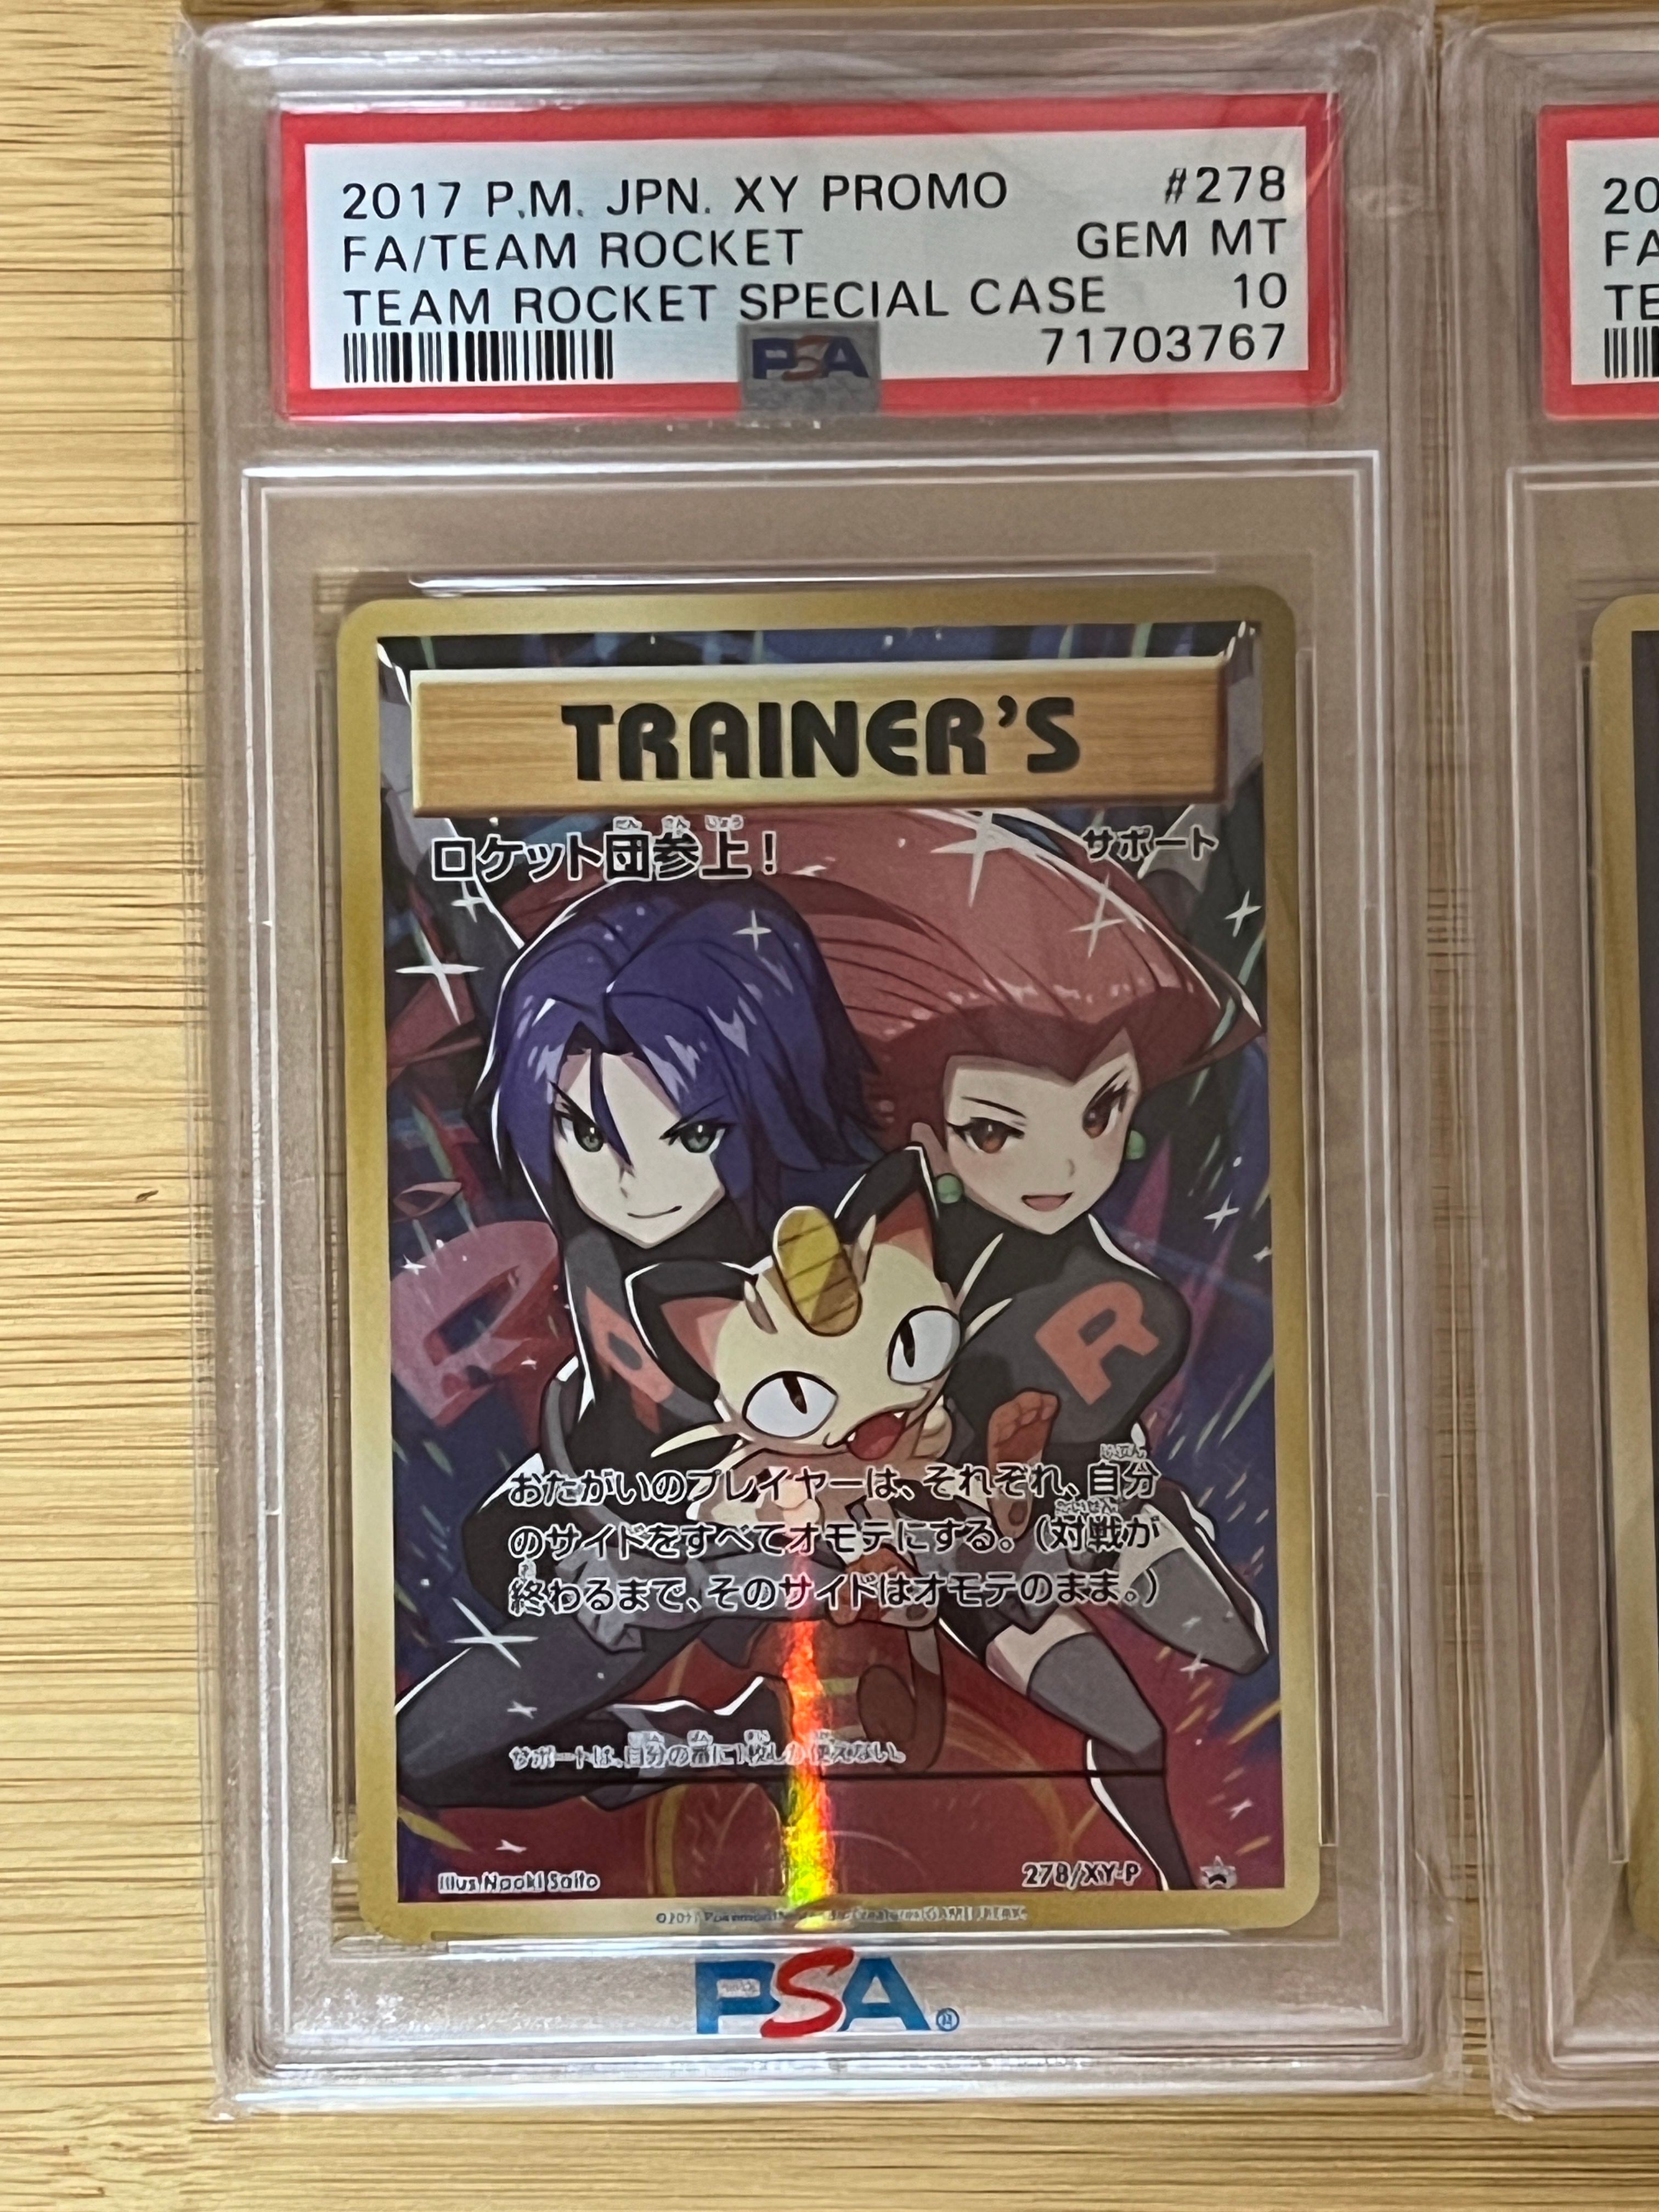 2017 P.M. JPN. XY PROMO #278
FA/TEAM ROCKET GEM MT
TEAM ROCKET SPECIAL CASE 10
71703767
PSA
20
FA
TE
TRAINER'S
ロケット団参上!
サポート
R
おたがいのプレイヤーは、それぞれ、自分
のサイドをすべてオモテにする。(対戦が
終わるまで、そのサイドはオモテのまま。)
サポートは、自分の番に1枚しか使えない。
Illus. Naoki Saito
278/XY-P
PSA®